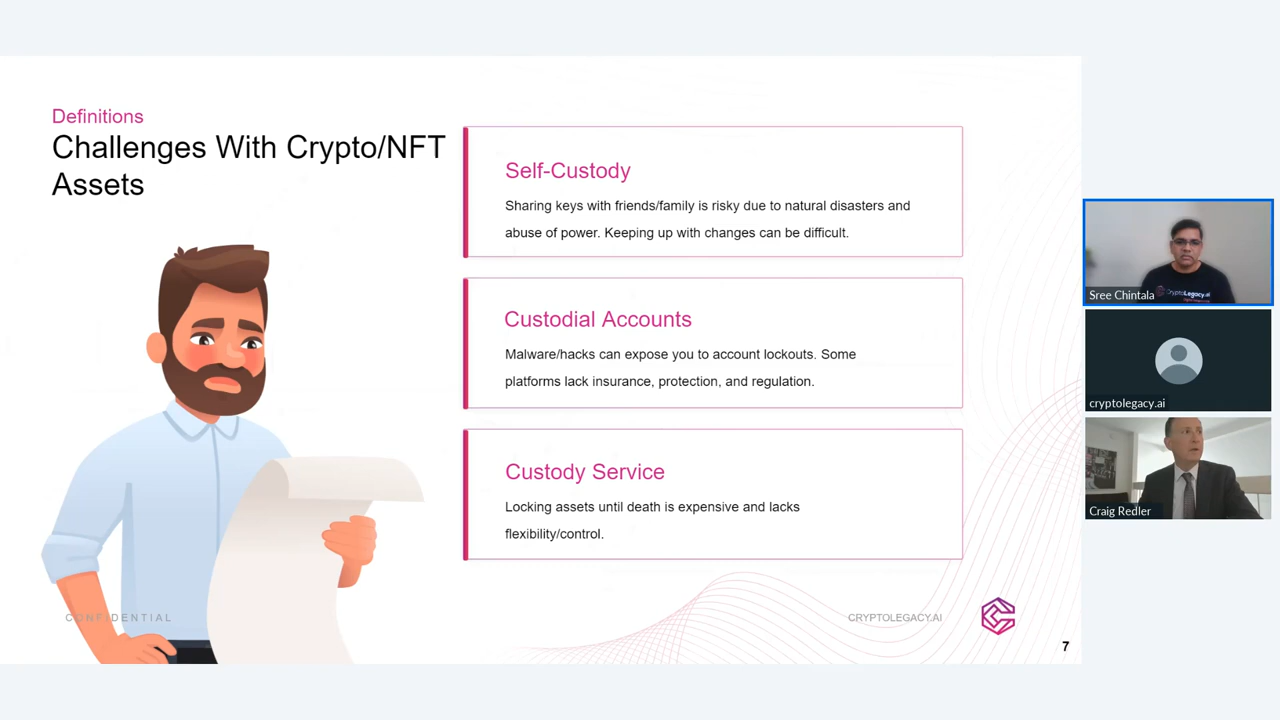 Definitions
Challenges With Crypto/NFT
Assets
Self-Custody
Sharing keys with friends/family is risky due to natural disasters and
abuse of power. Keeping up with changes can be difficult.
Custodial Accounts
Malware/hacks can expose you to account lockouts. Some
platforms lack insurance, protection, and regulation.
Custody Service
Locking assets until death is expensive and lacks
flexibility/control.
CONFIDENTIAL
CRYPTOLEGACY.AI
7
CryptoLegacy.ai
Sree Chintala
cryptolegacy.ai
Craig Redler